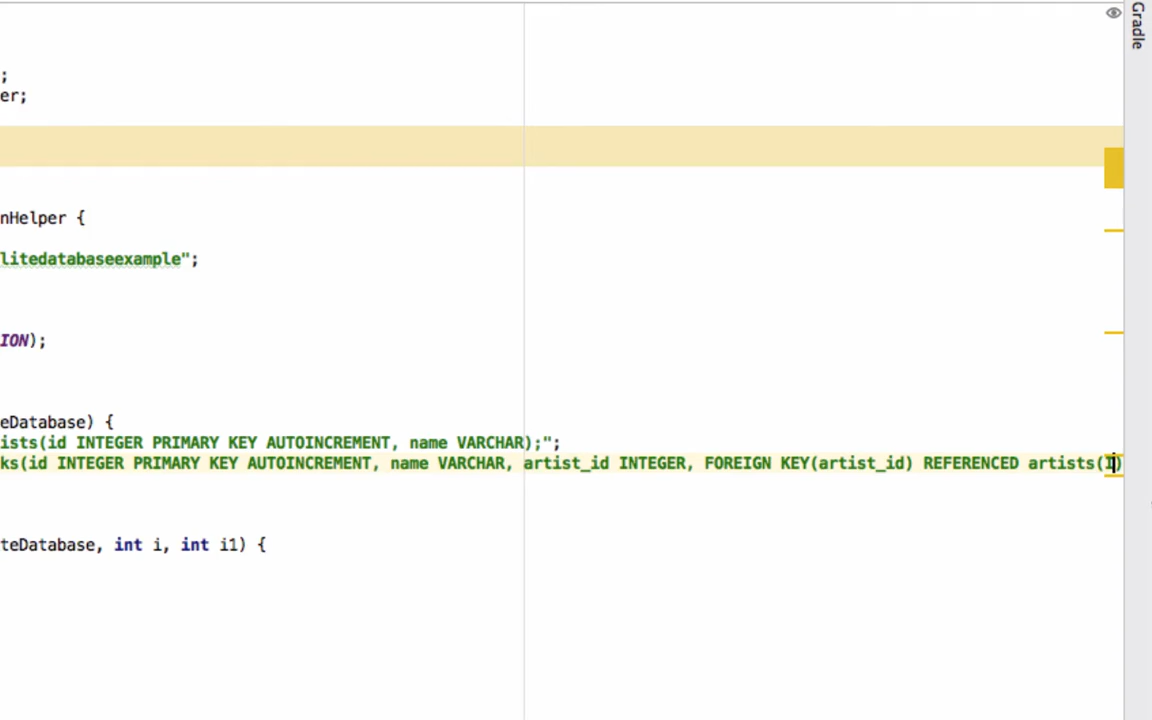 Gradle
;
er;
nHelper {
litedatabaseexample";
ION);
eDatabase) {
ists(id INTEGER PRIMARY KEY AUTOINCREMENT, name VARCHAR);";
ks(id INTEGER PRIMARY KEY AUTOINCREMENT, name VARCHAR, artist_id INTEGER, FOREIGN KEY(artist_id) REFERENCED artists(I)
teDatabase, int i, int i1) {